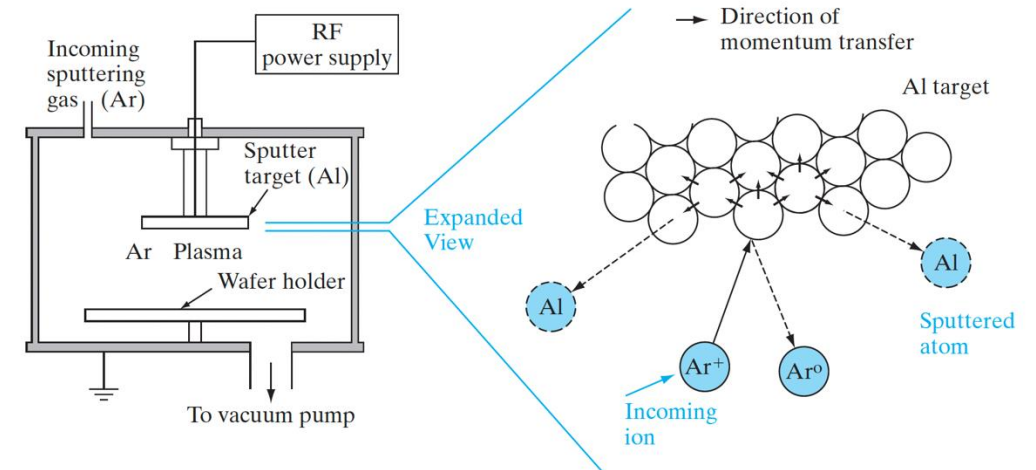 RF
power supply
Incoming
sputtering
gas (Ar)
Sputter
target (Al)
Ar Plasma
Wafer holder
To vacuum pump
Expanded
View
Direction of
momentum transfer
Al target
Al
Al
Sputtered
atom
Ar+
Ar°
Incoming
ion